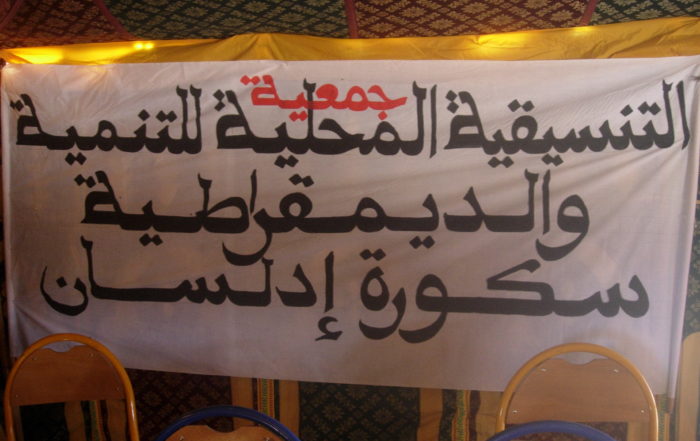 جمعية
التنسيقية المحلية للتنمية
والديمقراطية
سكورة إدلسان